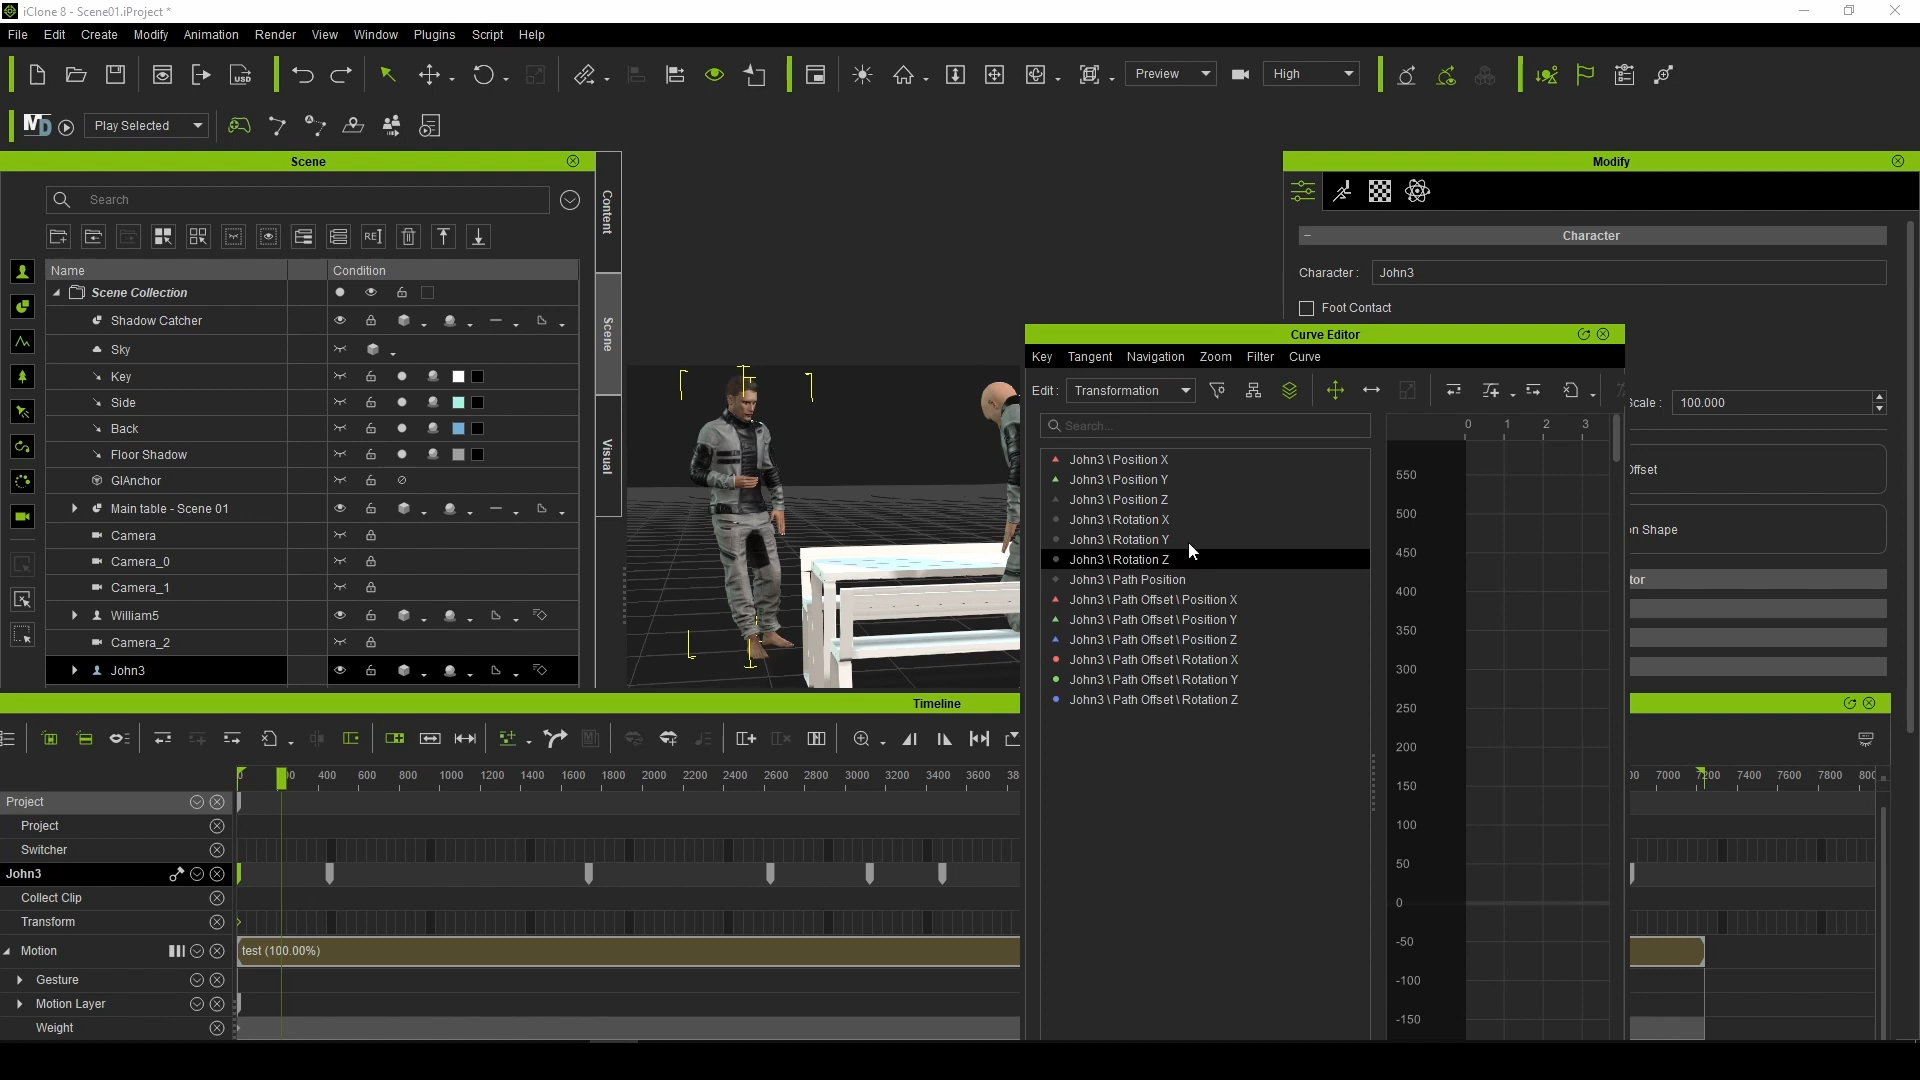 iClone 8 - Scene01.iProject *
File Edit Create Modify Animation Render View Window Plugins Script Help
USD
Preview
High
MD
Play Selected
Scene
Search
RE
Name
Condition
Scene Collection
Shadow Catcher
Sky
Key
Side
Back
Floor Shadow
GIAnchor
Main table - Scene 01
Camera
Camera_0
Camera_1
William5
Camera_2
John3
Content
Scene
Visual
Modify
Character
Character :
John3
Foot Contact
100.000
Curve Editor
Key Tangent Navigation Zoom Filter Curve
Edit : Transformation
Search...
John3 \ Position X
John3 \ Position Y
John3 \ Position Z
John3 \ Rotation X
John3 \ Rotation Y
John3 \ Rotation Z
John3 \ Path Position
John3 \ Path Offset \ Position X
John3 \ Path Offset \ Position Y
John3 \ Path Offset \ Position Z
John3 \ Path Offset \ Rotation X
John3 \ Path Offset \ Rotation Y
John3 \ Path Offset \ Rotation Z
0 1 2 3
550
500
450
400
350
300
250
200
150
100
50
0
-50
-100
-150
cale :
Offset
n Shape
tor
Timeline
400 600 800 1000 1200 1400 1600 1800 2000 2200 2400 2600 2800 3000 3200 3400 3600 38
00 7000 7200 7400 7600 7800 800
Project
Project
Switcher
John3
Collect Clip
Transform
Motion
test (100.00%)
Gesture
Motion Layer
Weight